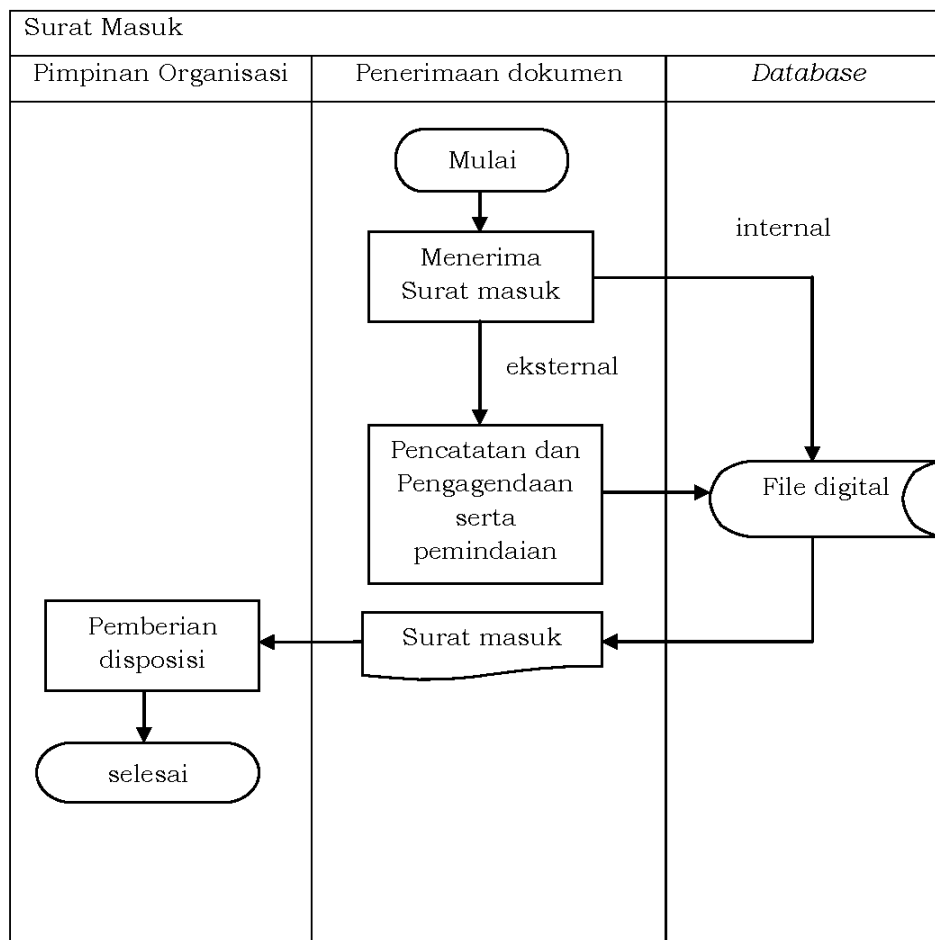 Surat Masuk
Pimpinan Organisasi
Penerimaan dokumen
Database
Mulai
internal
Menerima
Surat masuk
eksternal
Pencatatan dan
Pengagendaan
serta
pemindaian
File digital
Surat masuk
Pemberian
disposisi
selesai